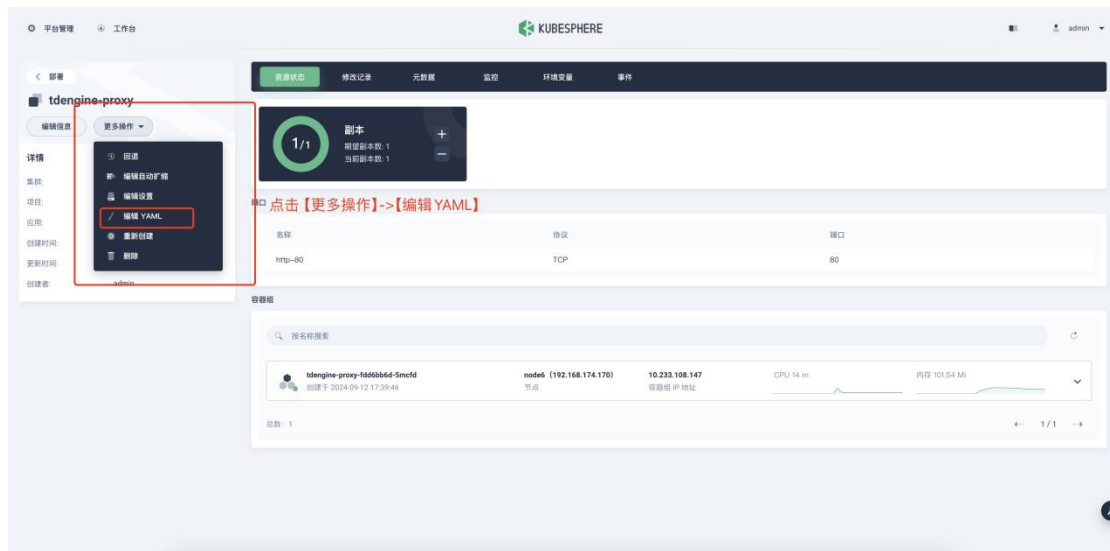 平台管理
工作台
KUBESPHERE
admin
部署
tdengine-proxy
编辑信息
更多操作
详情
集群:
项目:
应用:
创建时间:
更新时间:
创建者:
admin
回退
编辑自动扩缩
编辑设置
编辑 YAML
重新创建
删除
资源状态
修改记录
元数据
监控
环境变量
事件
1/1
副本
期望副本数: 1
当前副本数: 1
点击【更多操作】->【编辑 YAML】
名称
协议
端口
http-80
TCP
80
容器组
按名称搜索
tdengine-proxy-fdd6bb6d-5mcfd
创建于 2024-09-12 17:39:46
node6（192.168.174.170）
节点
10.233.108.147
容器组 IP 地址
CPU 14 m
内存 101.54 Mi
总数: 1
1 / 1